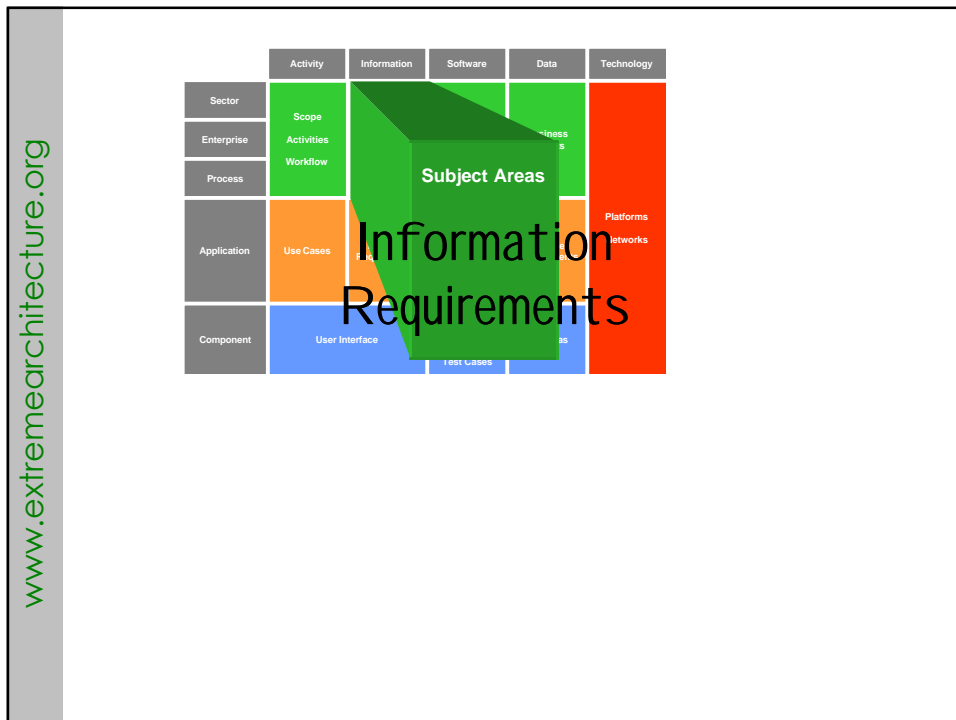 www.extremearchitecture.org
Activity
Information
Software
Data
Technology
Sector
Enterprise
Process
Application
Component
Scope
Activities
Workflow
Subject Areas
Information
Requirements
Use Cases
Platforms
User Interface
Test Cases